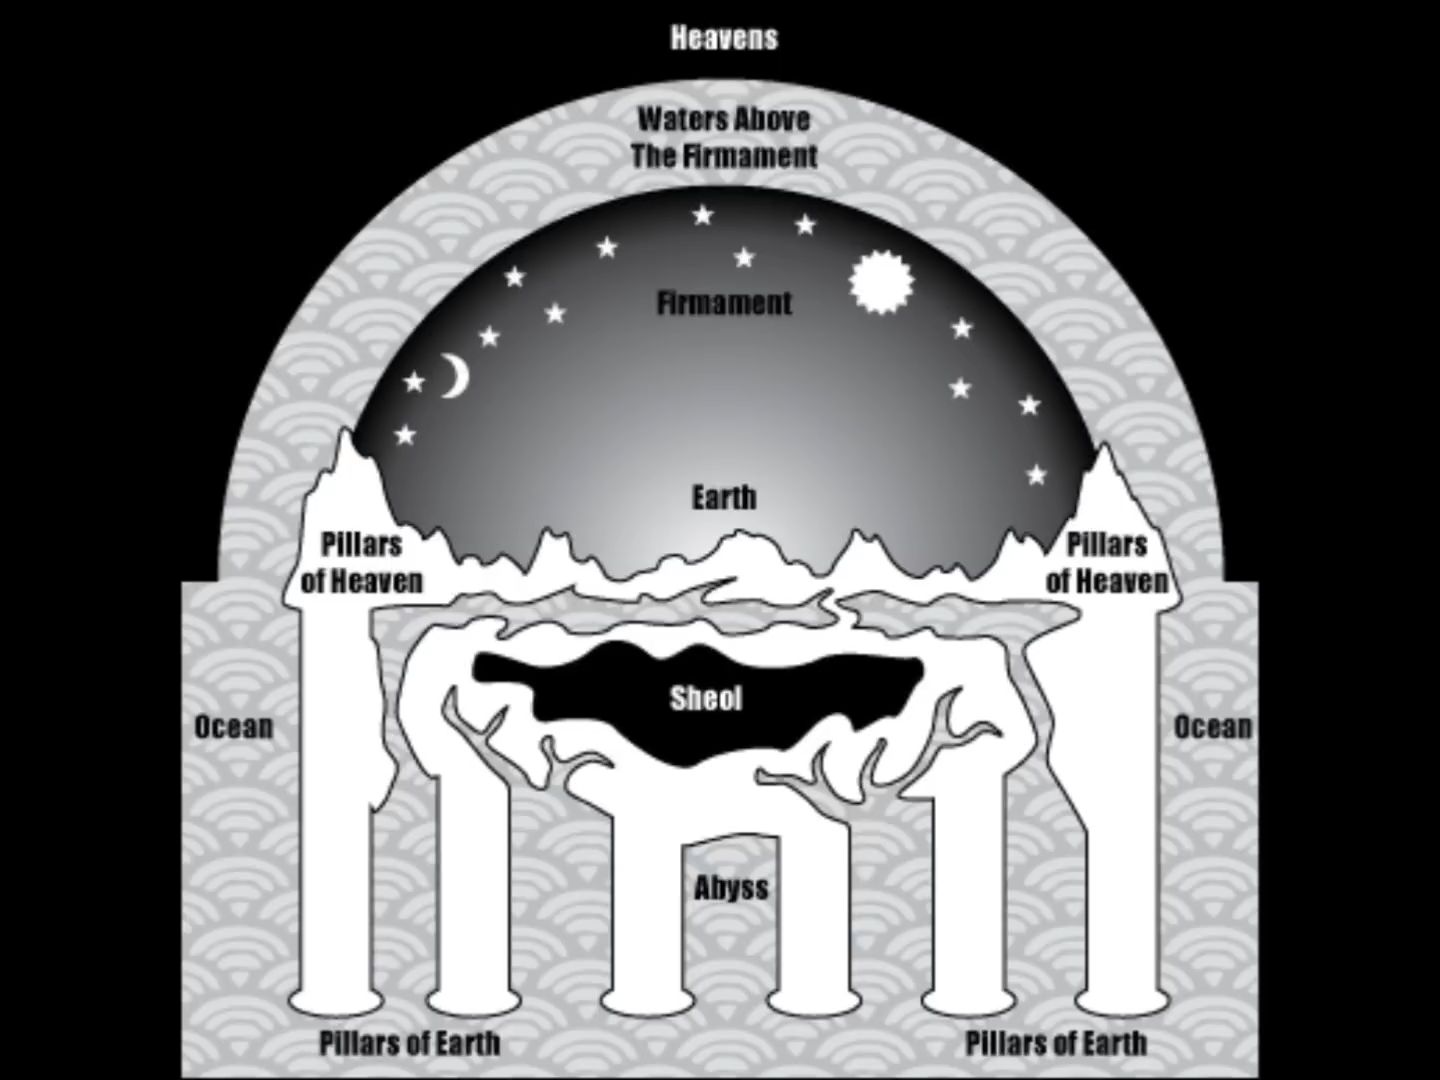 Heavens
Waters Above
The Firmament
Firmament
Earth
Pillars
of Heaven
Pillars
of Heaven
Sheol
Ocean
Ocean
Abyss
Pillars of Earth
Pillars of Earth